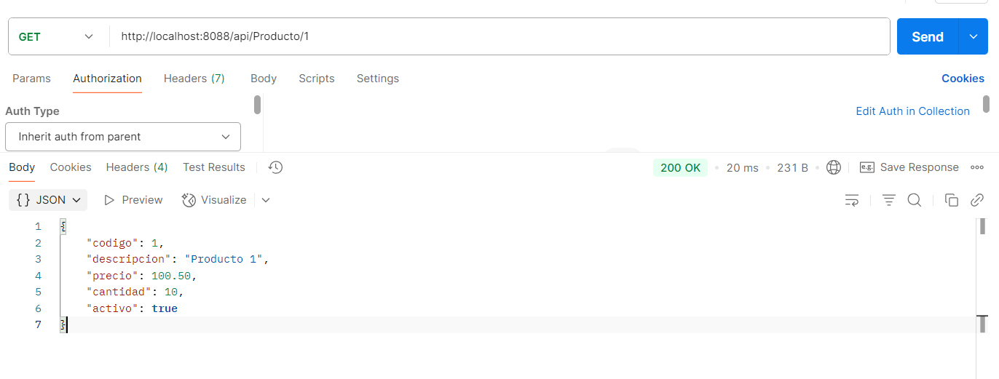 GET http://localhost:8088/api/Producto/1 Send
Params Authorization Headers (7) Body Scripts Settings Cookies
Auth Type Edit Auth in Collection
Inherit auth from parent
Body Cookies Headers (4) Test Results 200 OK 20 ms 231 B e.g. Save Response
{} JSON Preview Visualize
1 {
2 "codigo": 1,
3 "descripcion": "Producto 1",
4 "precio": 100.50,
5 "cantidad": 10,
6 "activo": true
7 }